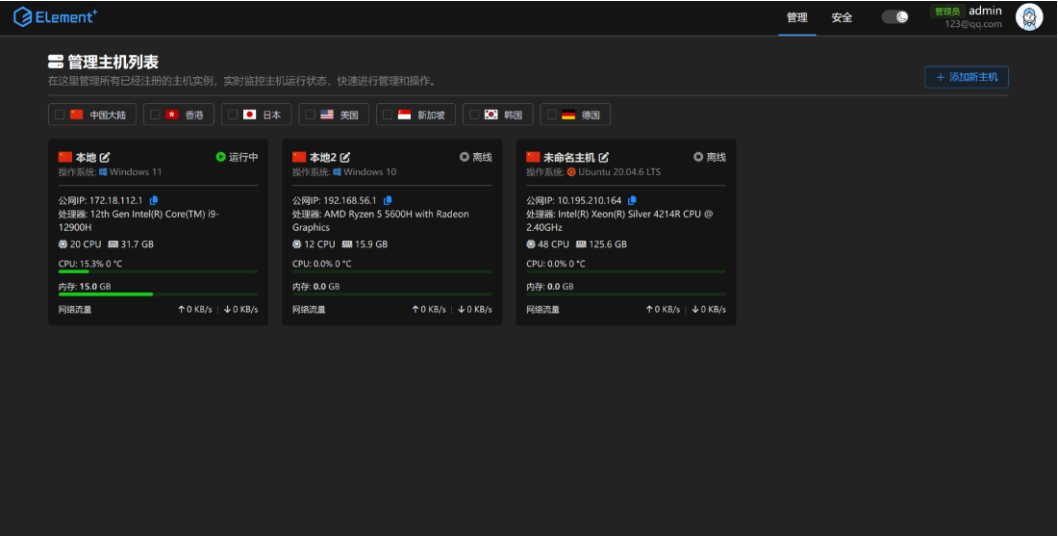 ELement+
管理
安全
管理员 admin
123@qq.com
管理主机列表
在这里管理所有已经注册的主机实例，实时监控主机运行状态，快速进行管理和操作。
+ 添加新主机
中国大陆
香港
日本
美国
新加坡
韩国
德国
本地
运行中
操作系统: Windows 11
公网IP: 172.18.112.1
处理器: 12th Gen Intel(R) Core(TM) i9-
12900H
20 CPU 31.7 GB
CPU: 15.3% 0 °C
内存: 15.0 GB
网络流量 ↑0 KB/s | ↓0 KB/s
本地2
离线
操作系统: Windows 10
公网IP: 192.168.56.1
处理器: AMD Ryzen 5 5600H with Radeon
Graphics
12 CPU 15.9 GB
CPU: 0.0% 0 °C
内存: 0.0 GB
网络流量 ↑0 KB/s | ↓0 KB/s
未命名主机
离线
操作系统: Ubuntu 20.04.6 LTS
公网IP: 10.195.210.164
处理器: Intel(R) Xeon(R) Silver 4214R CPU @
2.40GHz
48 CPU 125.6 GB
CPU: 0.0% 0 °C
内存: 0.0 GB
网络流量 ↑0 KB/s | ↓0 KB/s